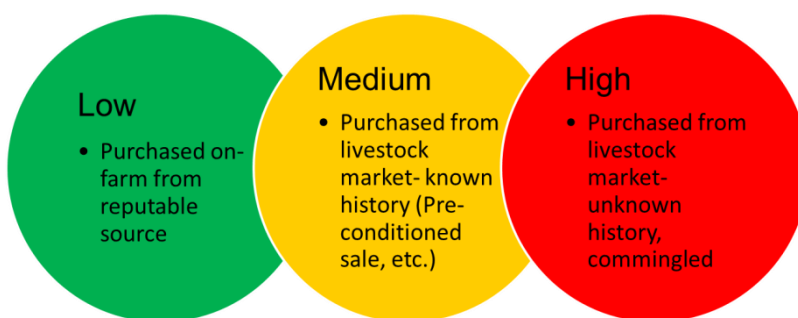 Low
• Purchased on-
farm from
reputable
source
Medium
• Purchased from
livestock
market- known
history (Pre-
conditioned
sale, etc.)
High
• Purchased from
livestock
market-
unknown
history,
commingled